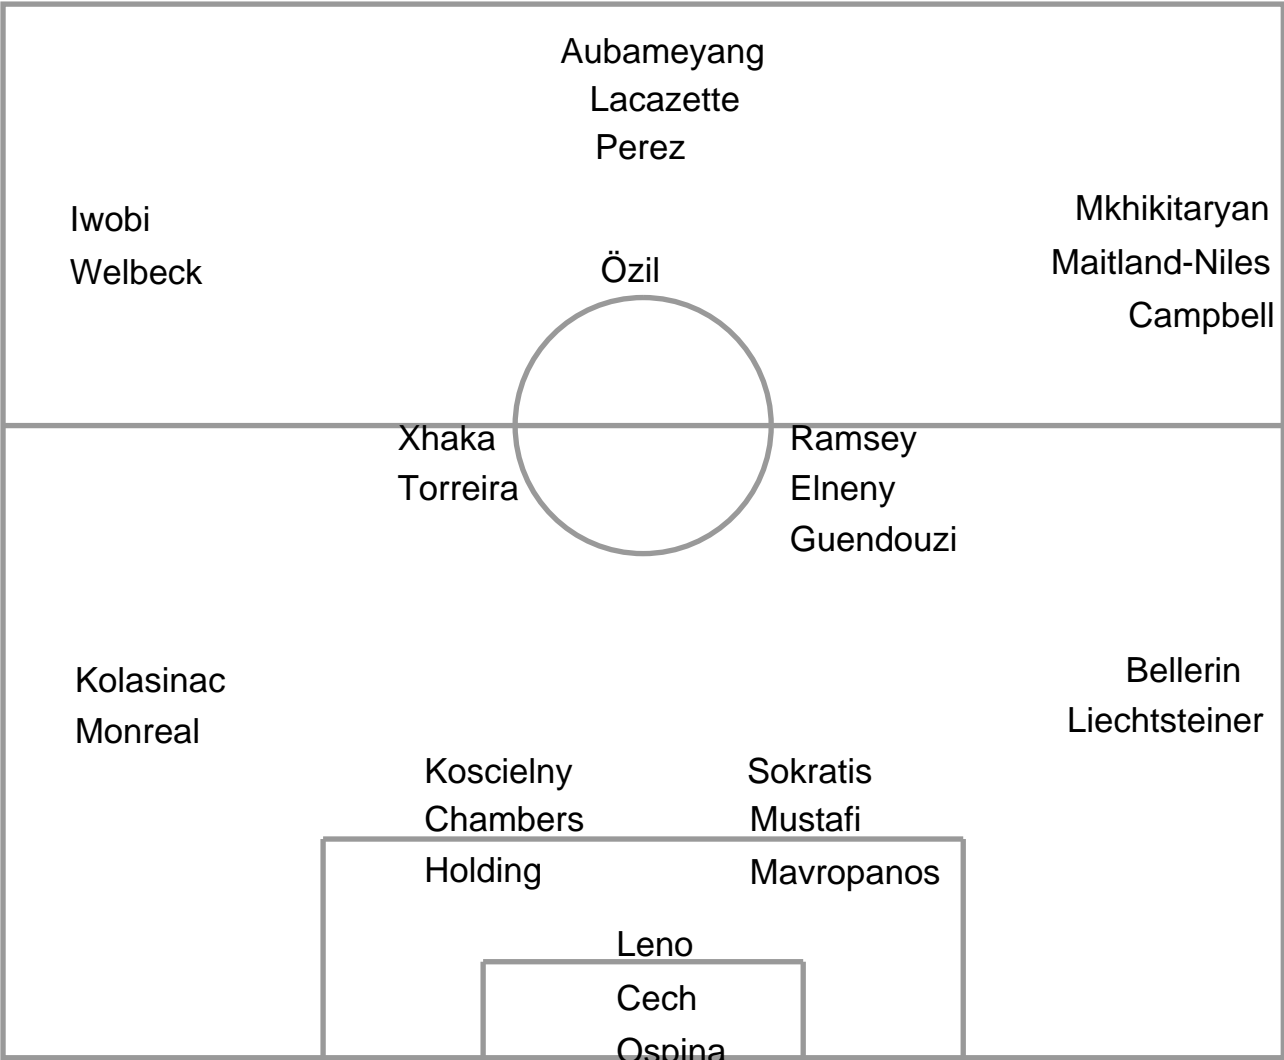 Aubameyang
Lacazette
Perez
Iwobi
Welbeck
Özil
Mkhikitaryan
Maitland-Niles
Campbell
Xhaka
Torreira
Ramsey
Elneny
Guendouzi
Kolasinac
Monreal
Bellerin
Liechtsteiner
Koscielny
Chambers
Holding
Sokratis
Mustafi
Mavropanos
Leno
Cech
Ospina